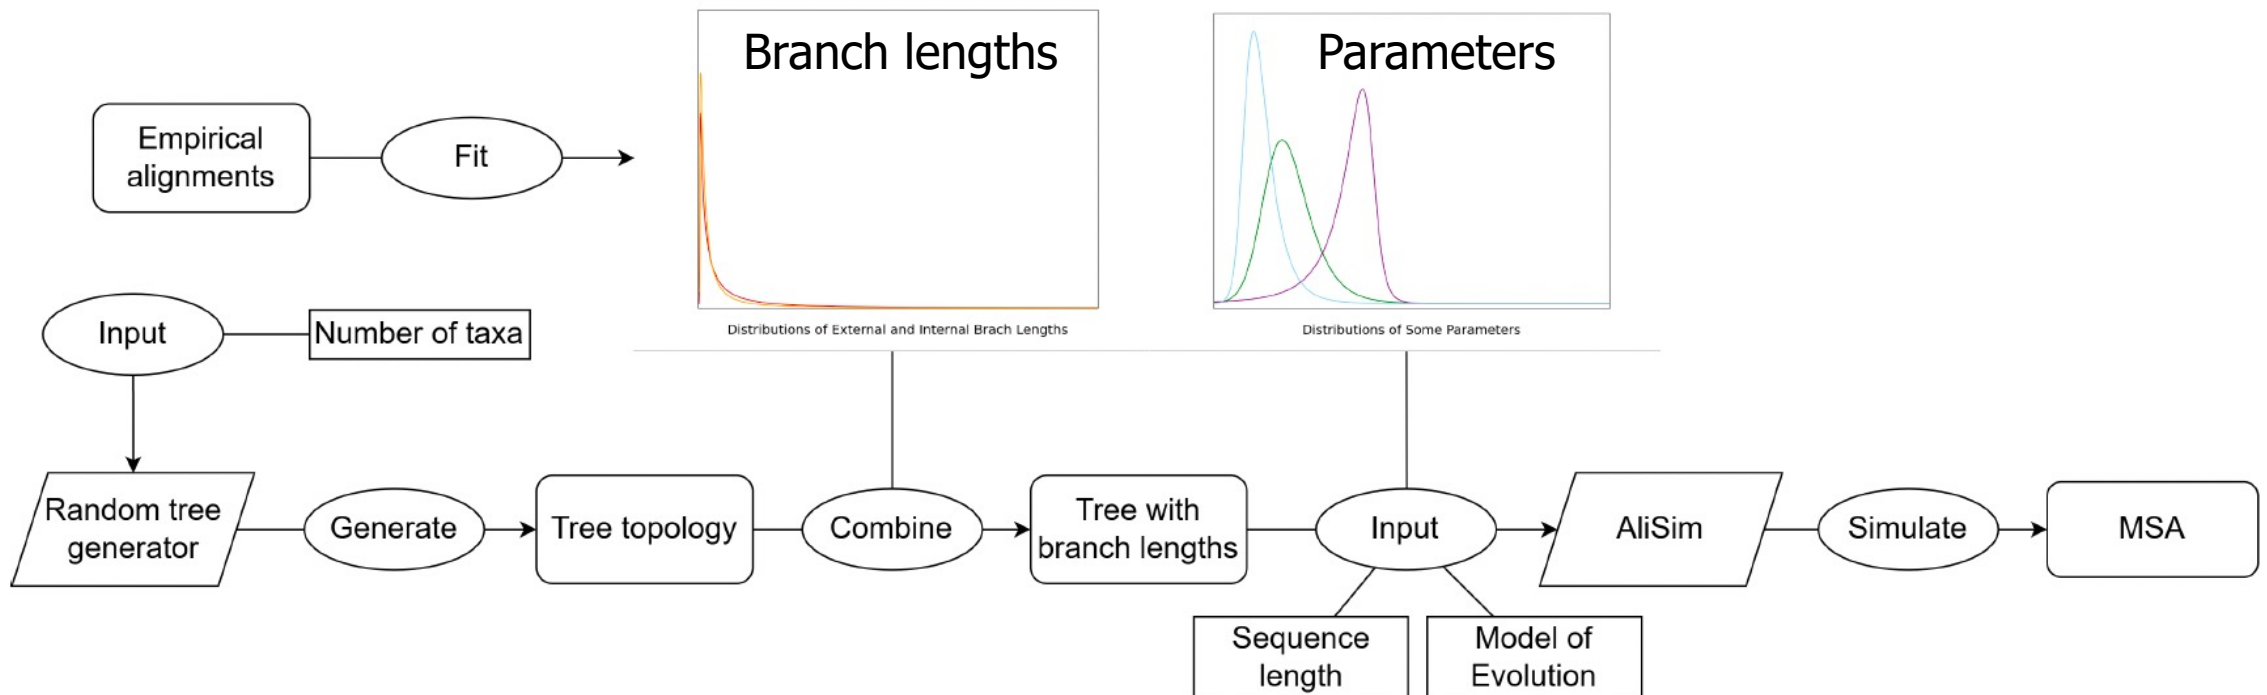 Branch lengths
Parameters
Empirical
alignments
Fit
Distributions of External and Internal Brach Lengths
Distributions of Some Parameters
Input
Number of taxa
Random tree
generator
Generate
Tree topology
Combine
Tree with
branch lengths
Input
AliSim
Simulate
MSA
Sequence
length
Model of
Evolution